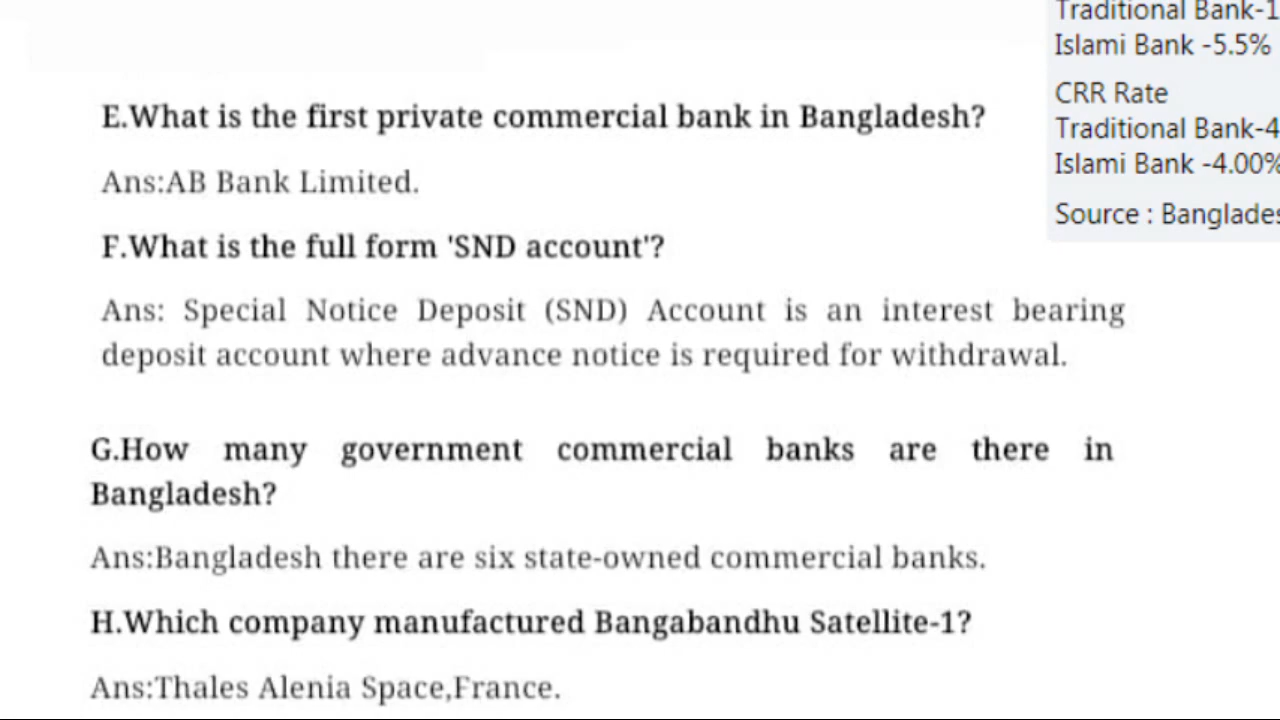 Traditional Bank-1
Islami Bank -5.5%
CRR Rate
Traditional Bank-4
Islami Bank -4.00%
Source : Banglades
E.What is the first private commercial bank in Bangladesh?
Ans:AB Bank Limited.
F.What is the full form 'SND account'?
Ans: Special Notice Deposit (SND) Account is an interest bearing
deposit account where advance notice is required for withdrawal.
G.How many government commercial banks are there in
Bangladesh?
Ans:Bangladesh there are six state-owned commercial banks.
H.Which company manufactured Bangabandhu Satellite-1?
Ans:Thales Alenia Space,France.